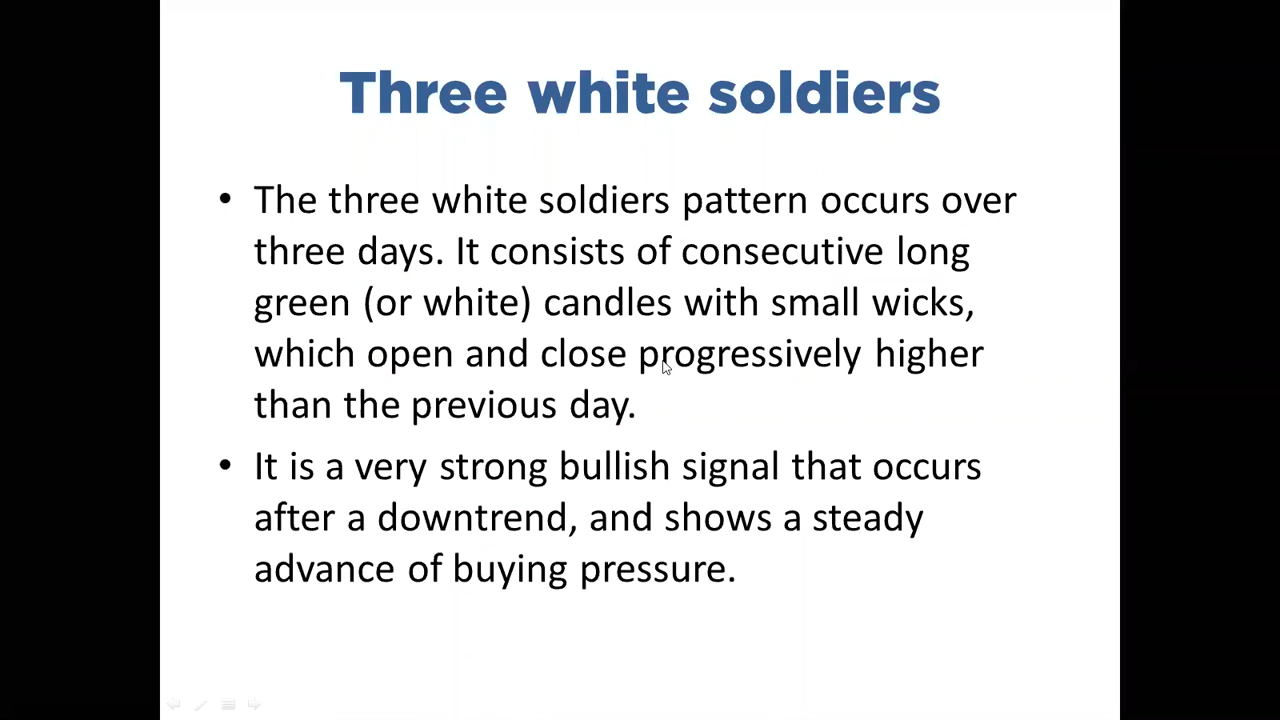 Three white soldiers
• The three white soldiers pattern occurs over
three days. It consists of consecutive long
green (or white) candles with small wicks,
which open and close progressively higher
than the previous day.
• It is a very strong bullish signal that occurs
after a downtrend, and shows a steady
advance of buying pressure.